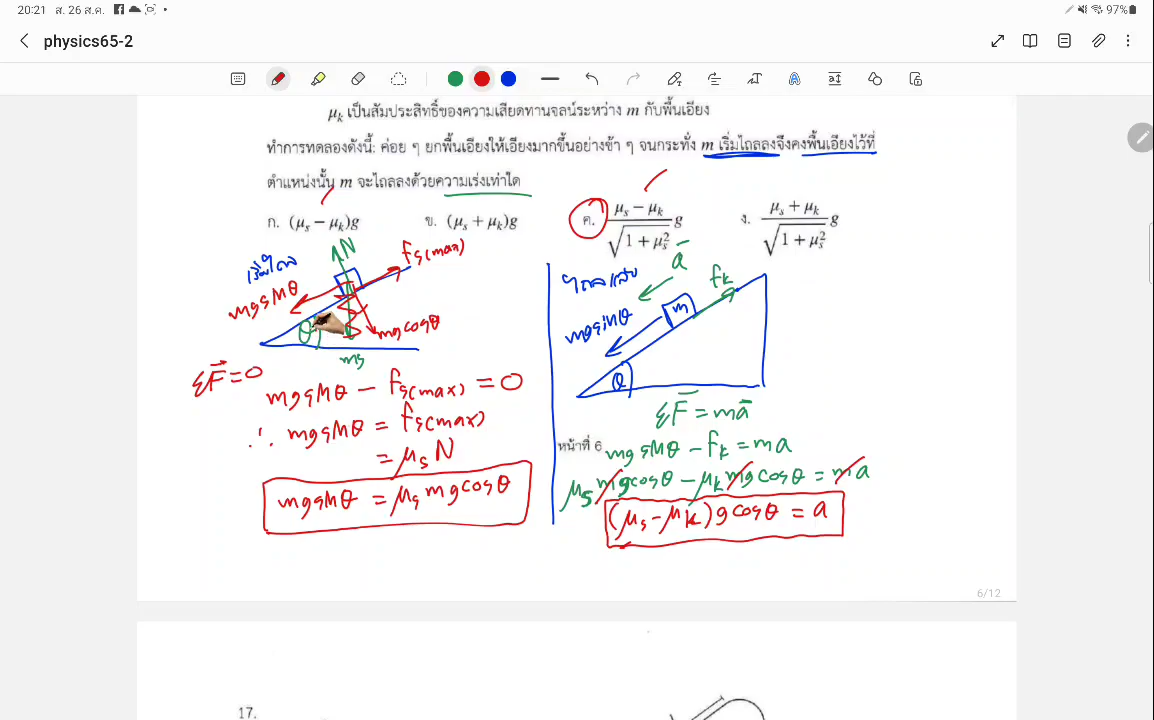 20:21 ส. 26 ส.ค. 97%
physics65-2
μk เป็นสัมประสิทธิ์ของความเสียดทานจลน์ระหว่าง m กับพื้นเอียง
ทำการทดลองดังนี้: ค่อย ๆ ยกพื้นเอียงให้เอียงมากขึ้นอย่างช้า ๆ จนกระทั่ง m เริ่มไถลลงจึงคงพื้นเอียงไว้ที่
ตำแหน่งนั้น m จะไถลลงด้วยความเร่งเท่าใด
ก. (μs − μk)g ข. (μs + μk)g ค. (μs − μk)/√(1 + μs²) g ง. (μs + μk)/√(1 + μs²) g
เริ่มไถล
N
fs(max)
mgsinθ
θ
mgcosθ
mg
ΣF = 0
mgsinθ − fs(max) = 0
∴ mgsinθ = fs(max)
= μs N
mgsinθ = μs mgcosθ
a
fk
m
mgsinθ
θ
ΣF = ma
หน้าที่ 6
mgsinθ − fk = ma
μs mgcosθ − μk mgcosθ = ma
(μs − μk) gcosθ = a
6/12
17.